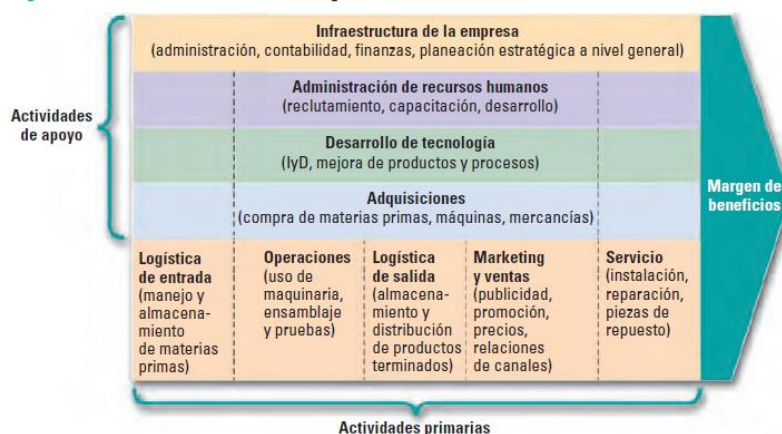 Infraestructura de la empresa
(administración, contabilidad, finanzas, planeación estratégica a nivel general)
Administración de recursos humanos
(reclutamiento, capacitación, desarrollo)
Actividades
de apoyo
Desarrollo de tecnología
(IyD, mejora de productos y procesos)
Adquisiciones
(compra de materias primas, máquinas, mercancías)
Margen de
beneficios
Logística
de entrada
(manejo y
almacena-
miento
de materias
primas)
Operaciones
(uso de
maquinaria,
ensamblaje
y pruebas)
Logística
de salida
(almacena-
miento y
distribución
de productos
terminados)
Marketing
y ventas
(publicidad,
promoción,
precios,
relaciones
de canales)
Servicio
(instalación,
reparación,
piezas de
repuesto)
Actividades primarias